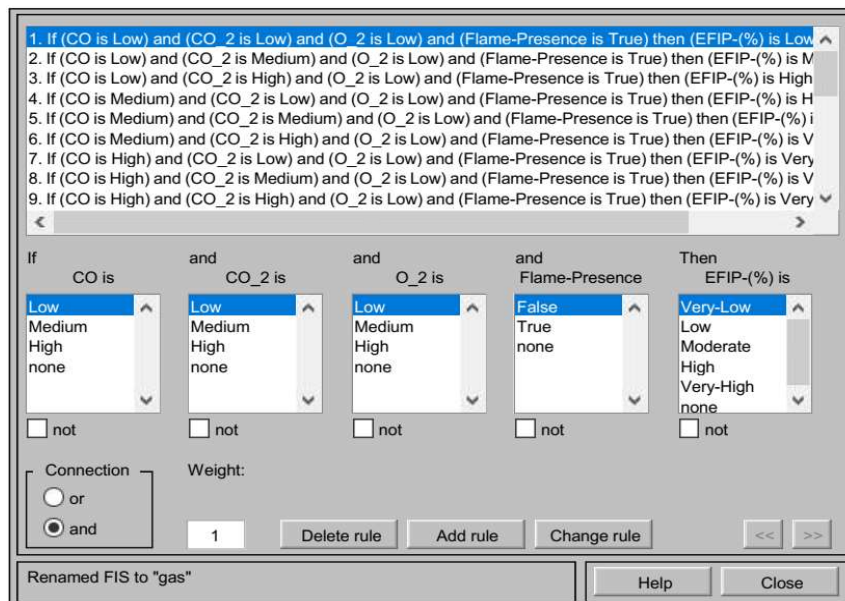 1. If (CO is Low) and (CO_2 is Low) and (O_2 is Low) and (Flame-Presence is True) then (EFIP-(%) is Low
2. If (CO is Low) and (CO_2 is Medium) and (O_2 is Low) and (Flame-Presence is True) then (EFIP-(%) is M
3. If (CO is Low) and (CO_2 is High) and (O_2 is Low) and (Flame-Presence is True) then (EFIP-(%) is High
4. If (CO is Medium) and (CO_2 is Low) and (O_2 is Low) and (Flame-Presence is True) then (EFIP-(%) is H
5. If (CO is Medium) and (CO_2 is Medium) and (O_2 is Low) and (Flame-Presence is True) then (EFIP-(%) i
6. If (CO is Medium) and (CO_2 is High) and (O_2 is Low) and (Flame-Presence is True) then (EFIP-(%) is V
7. If (CO is High) and (CO_2 is Low) and (O_2 is Low) and (Flame-Presence is True) then (EFIP-(%) is Very
8. If (CO is High) and (CO_2 is Medium) and (O_2 is Low) and (Flame-Presence is True) then (EFIP-(%) is V
9. If (CO is High) and (CO_2 is High) and (O_2 is Low) and (Flame-Presence is True) then (EFIP-(%) is Very
If and and and Then
CO is CO_2 is O_2 is Flame-Presence EFIP-(%) is
Low Low Low False Very-Low
Medium Medium Medium True Low
High High High none Moderate
none none none High
Very-High
none
not not not not not
Connection Weight:
or
and 1 Delete rule Add rule Change rule << >>
Renamed FIS to "gas" Help Close